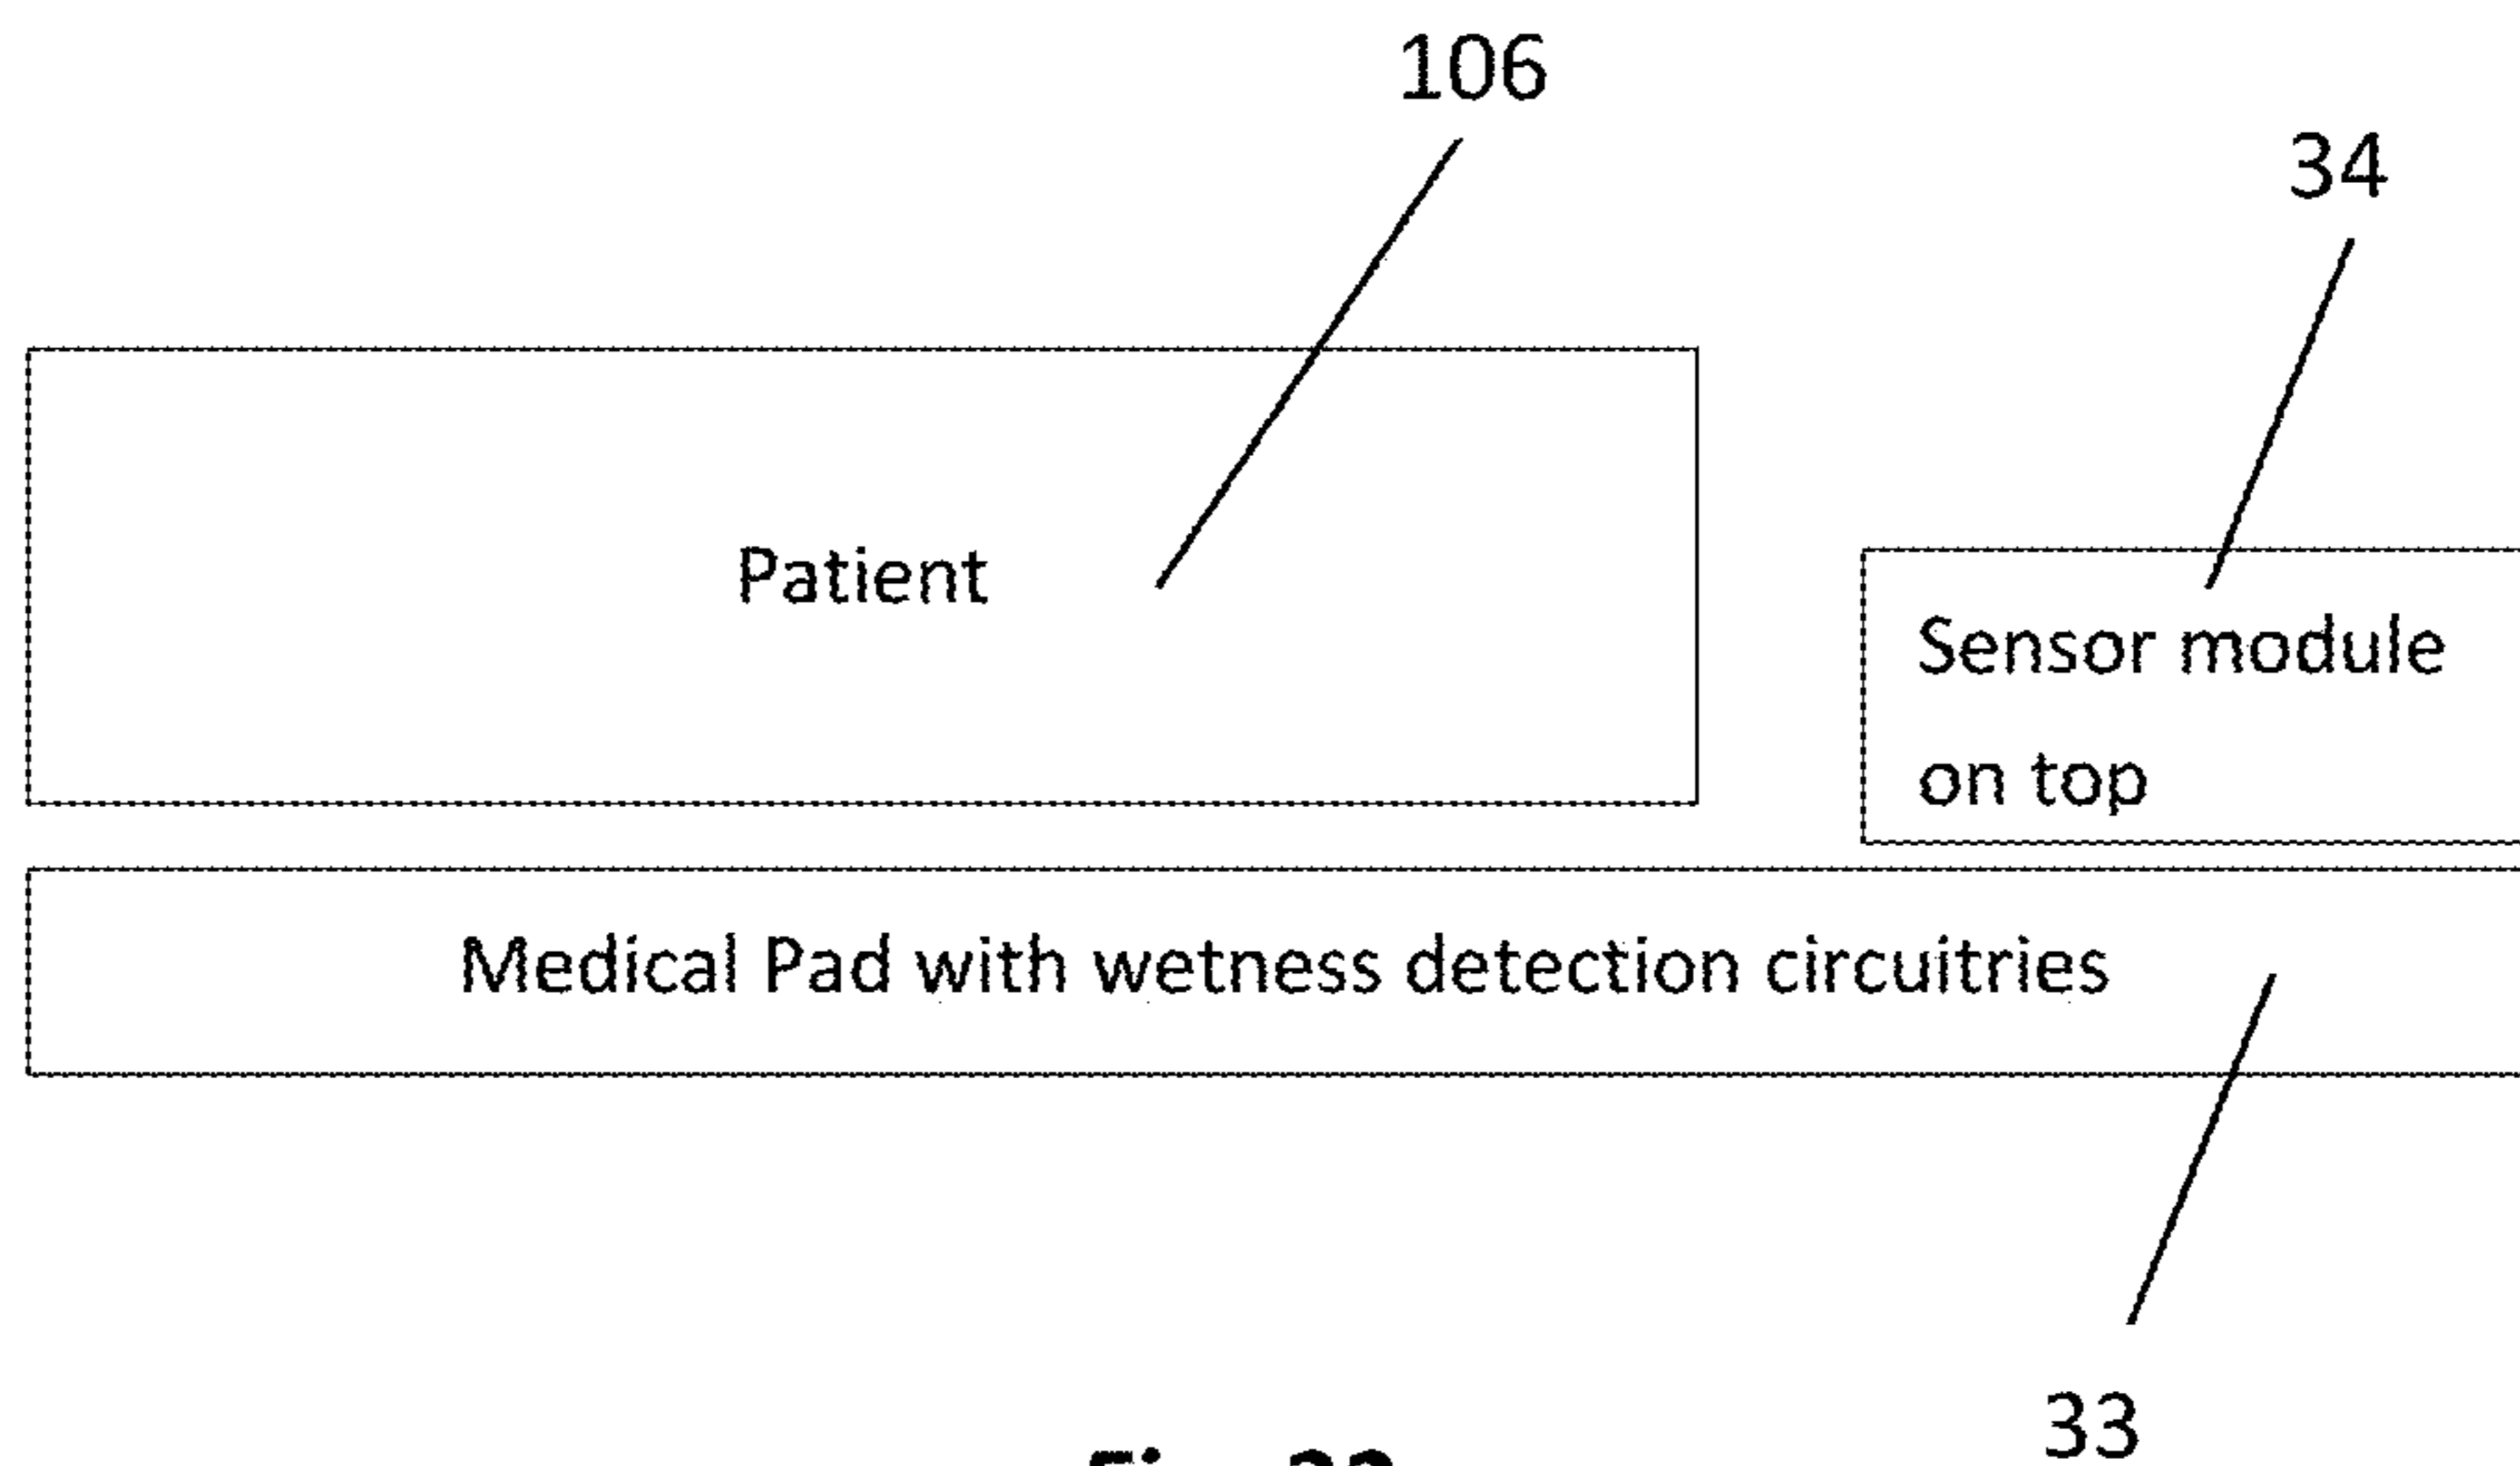 106
34
Patient
Sensor module
on top
Medical Pad with wetness detection circuitries
33